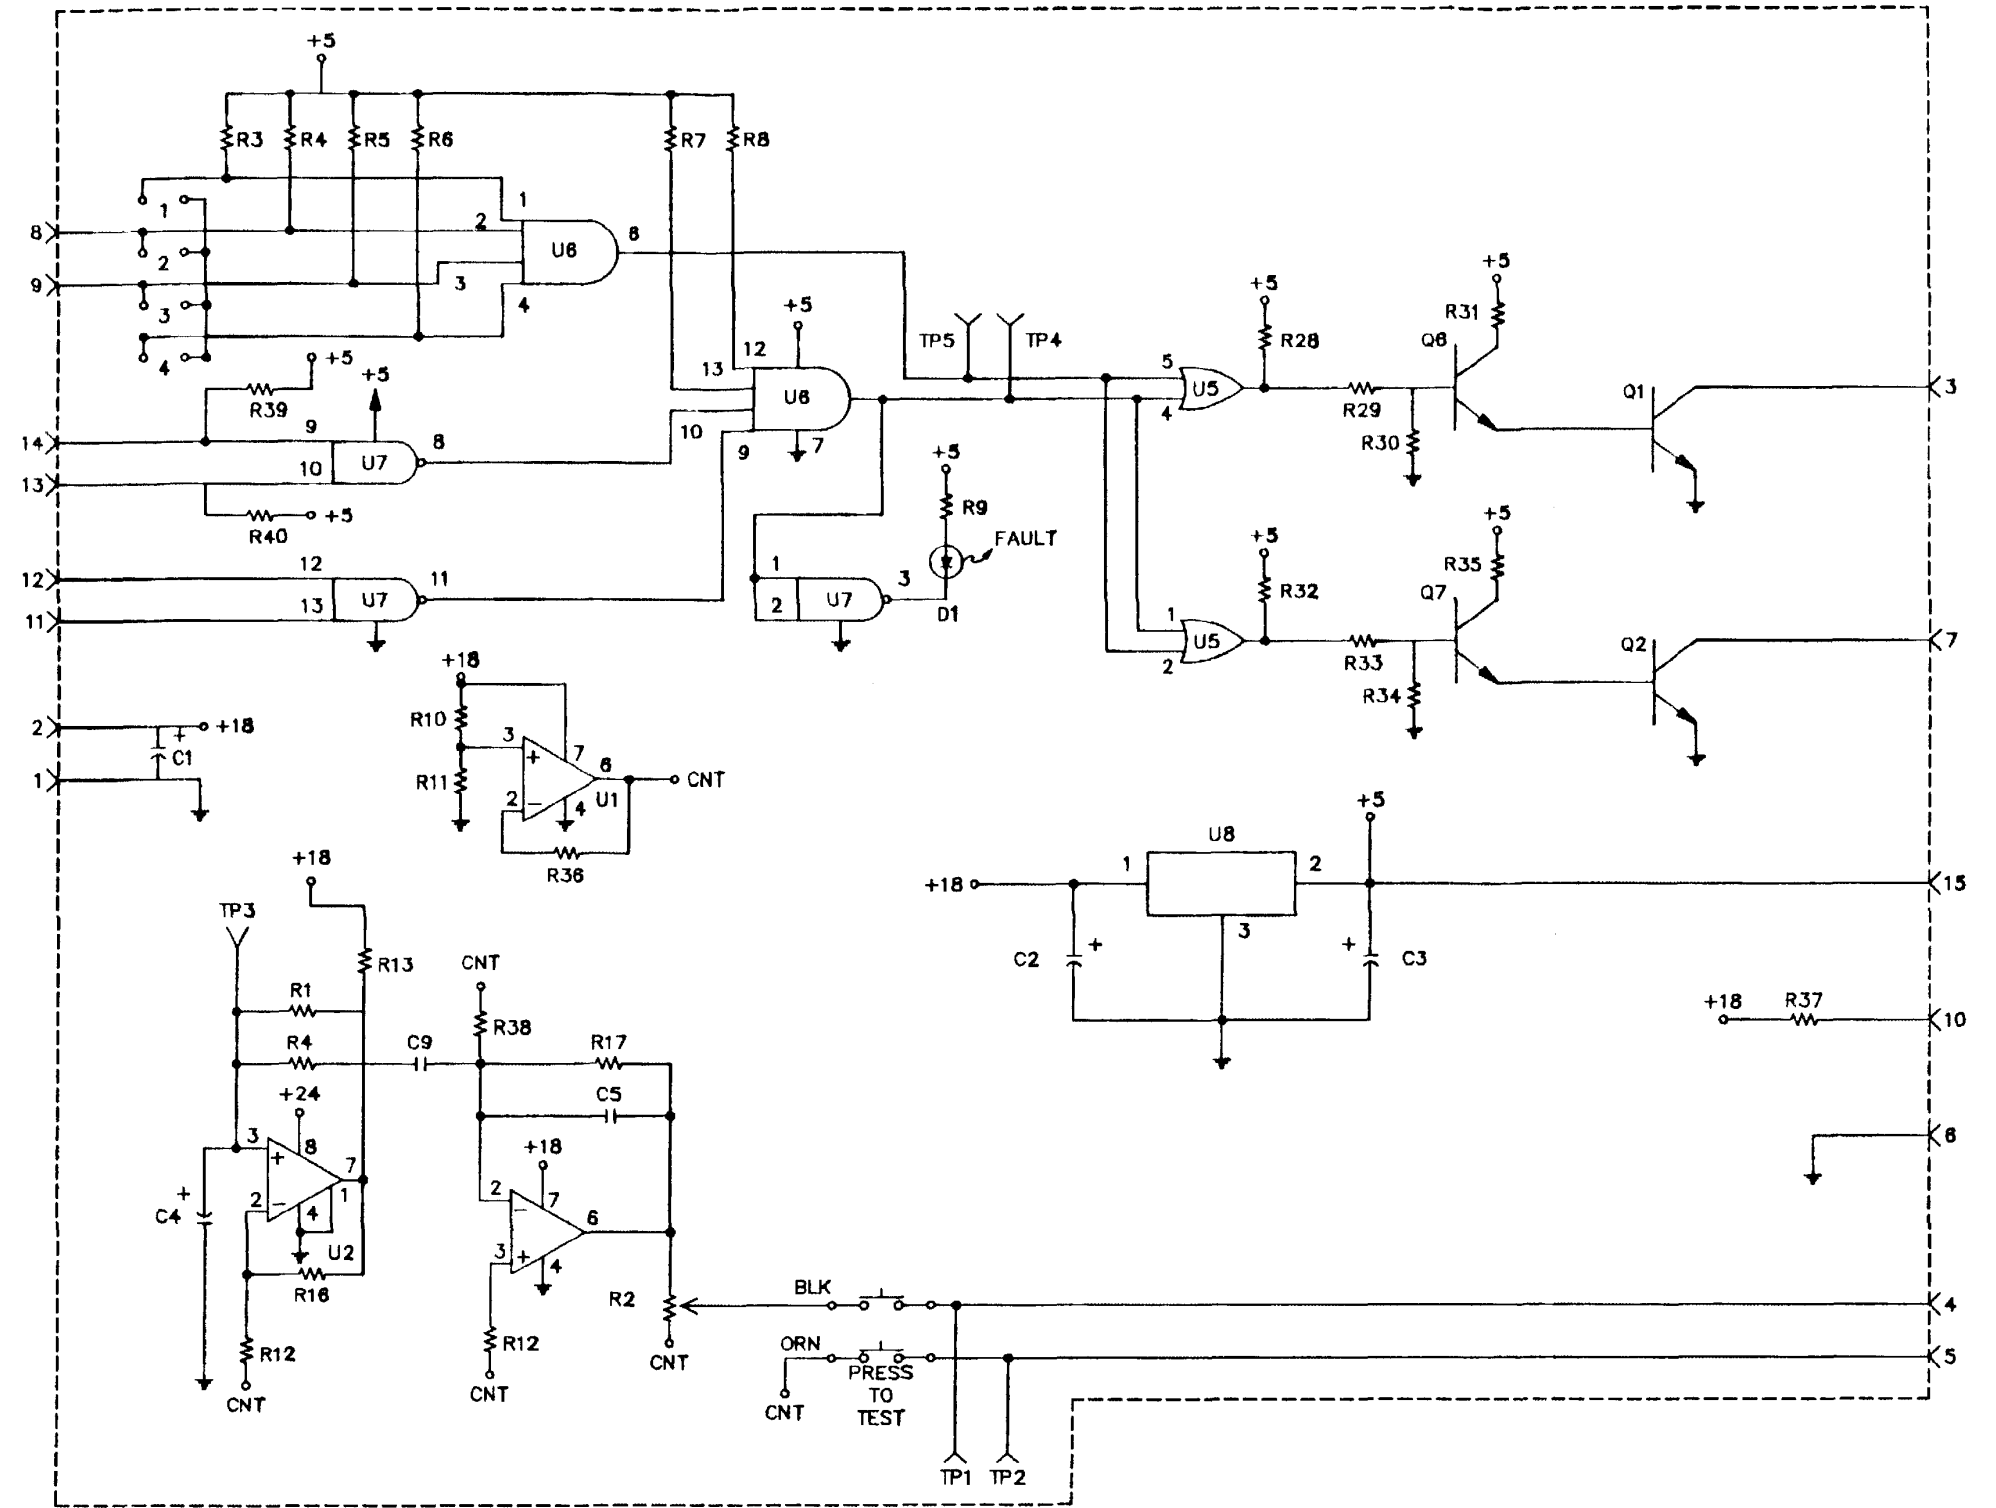 +5
R3 R4 R5 R6 R7 R8
1
1
2
8
U6
6
2
9
3
3
4
+5
+5
+5
R31
4
+5
+5
TP5 TP4
R28
Q6
12
13
5
R39
U6
U5
Q1
3
9
4
R29
14
8
10
R30
10
U7
9
7
13
+5
+5
R9
+5
R40
FAULT
+5
+5
R35
12
12
11
1
3
R32
Q7
U7
U7
13
2
D1
1
11
U5
Q2
7
+18
2
R33
R10
R34
2
+18
3
+
C1
+
7
6
1
R11
CNT
2
−
4
U1
+5
U8
R36
+18
1
2
+18
15
TP3
3
+
+
R13
CNT
C2
C3
R1
+18
R37
R38
10
R4
C9
R17
+24
C5
3
8
+18
6
+
7
2
7
+
2
−
4
1
−
6
C4
U2
3
+
4
R16
BLK
R2
4
R12
R12
ORN
CNT
5
PRESS
CNT
CNT
CNT
TO
TEST
TP1 TP2